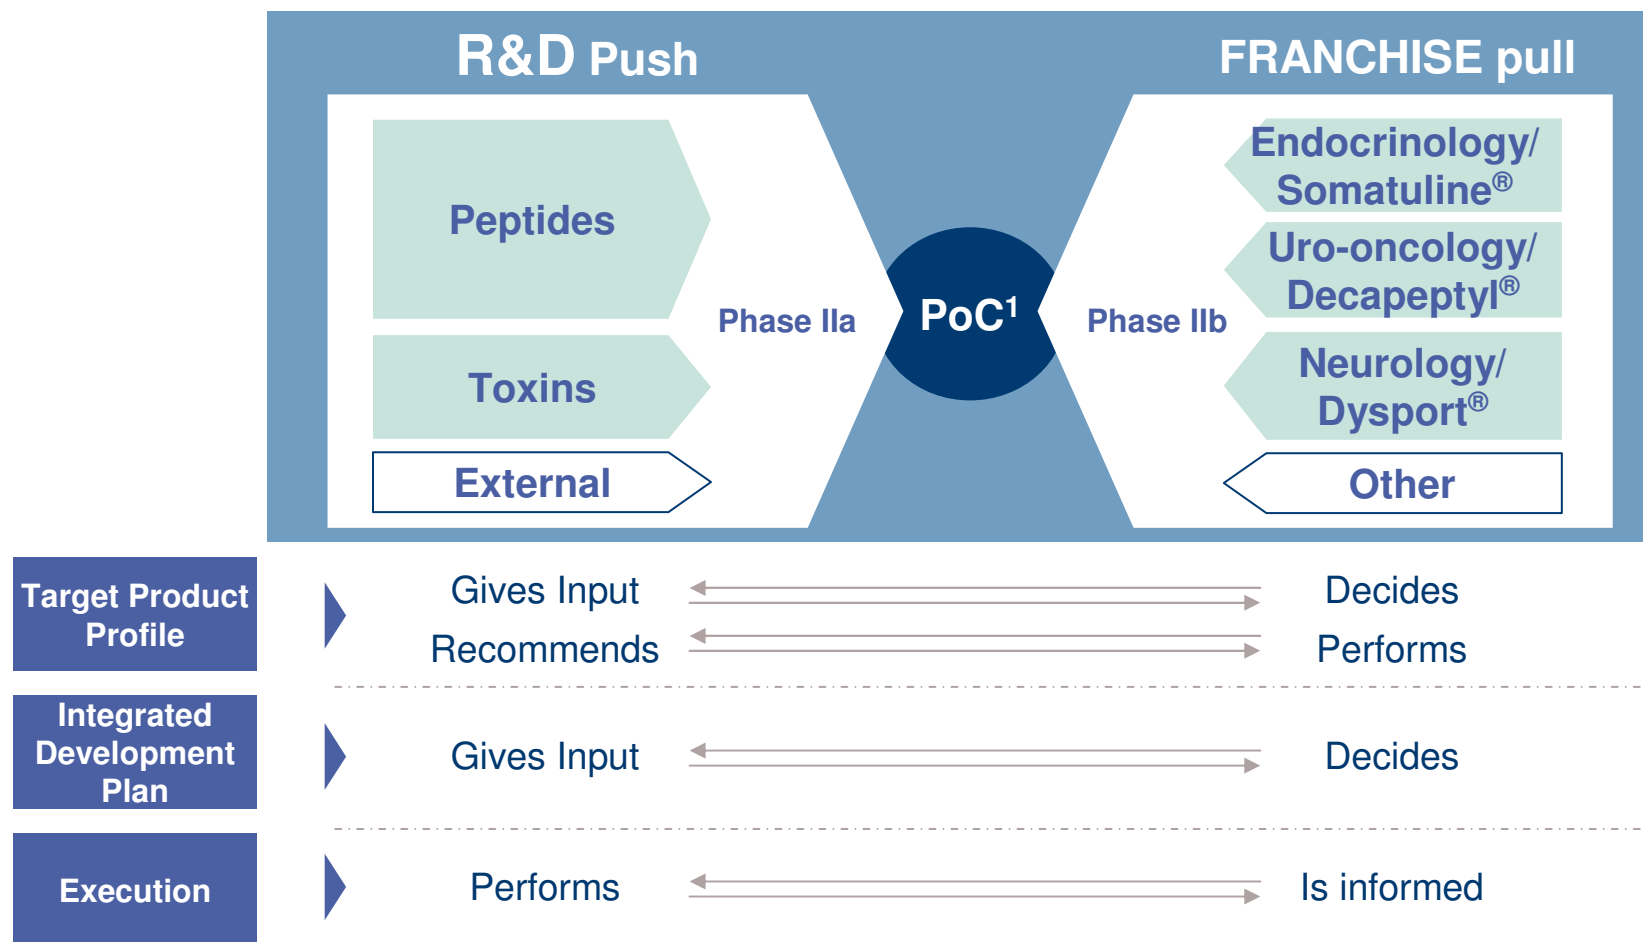 R&D Push
FRANCHISE pull
Peptides
Toxins
External
Phase IIa
PoC¹
Phase IIb
Endocrinology/
Somatuline®
Uro-oncology/
Decapeptyl®
Neurology/
Dysport®
Other
Target Product
Profile
Gives Input
Decides
Recommends
Performs
Integrated
Development
Plan
Gives Input
Decides
Execution
Performs
Is informed